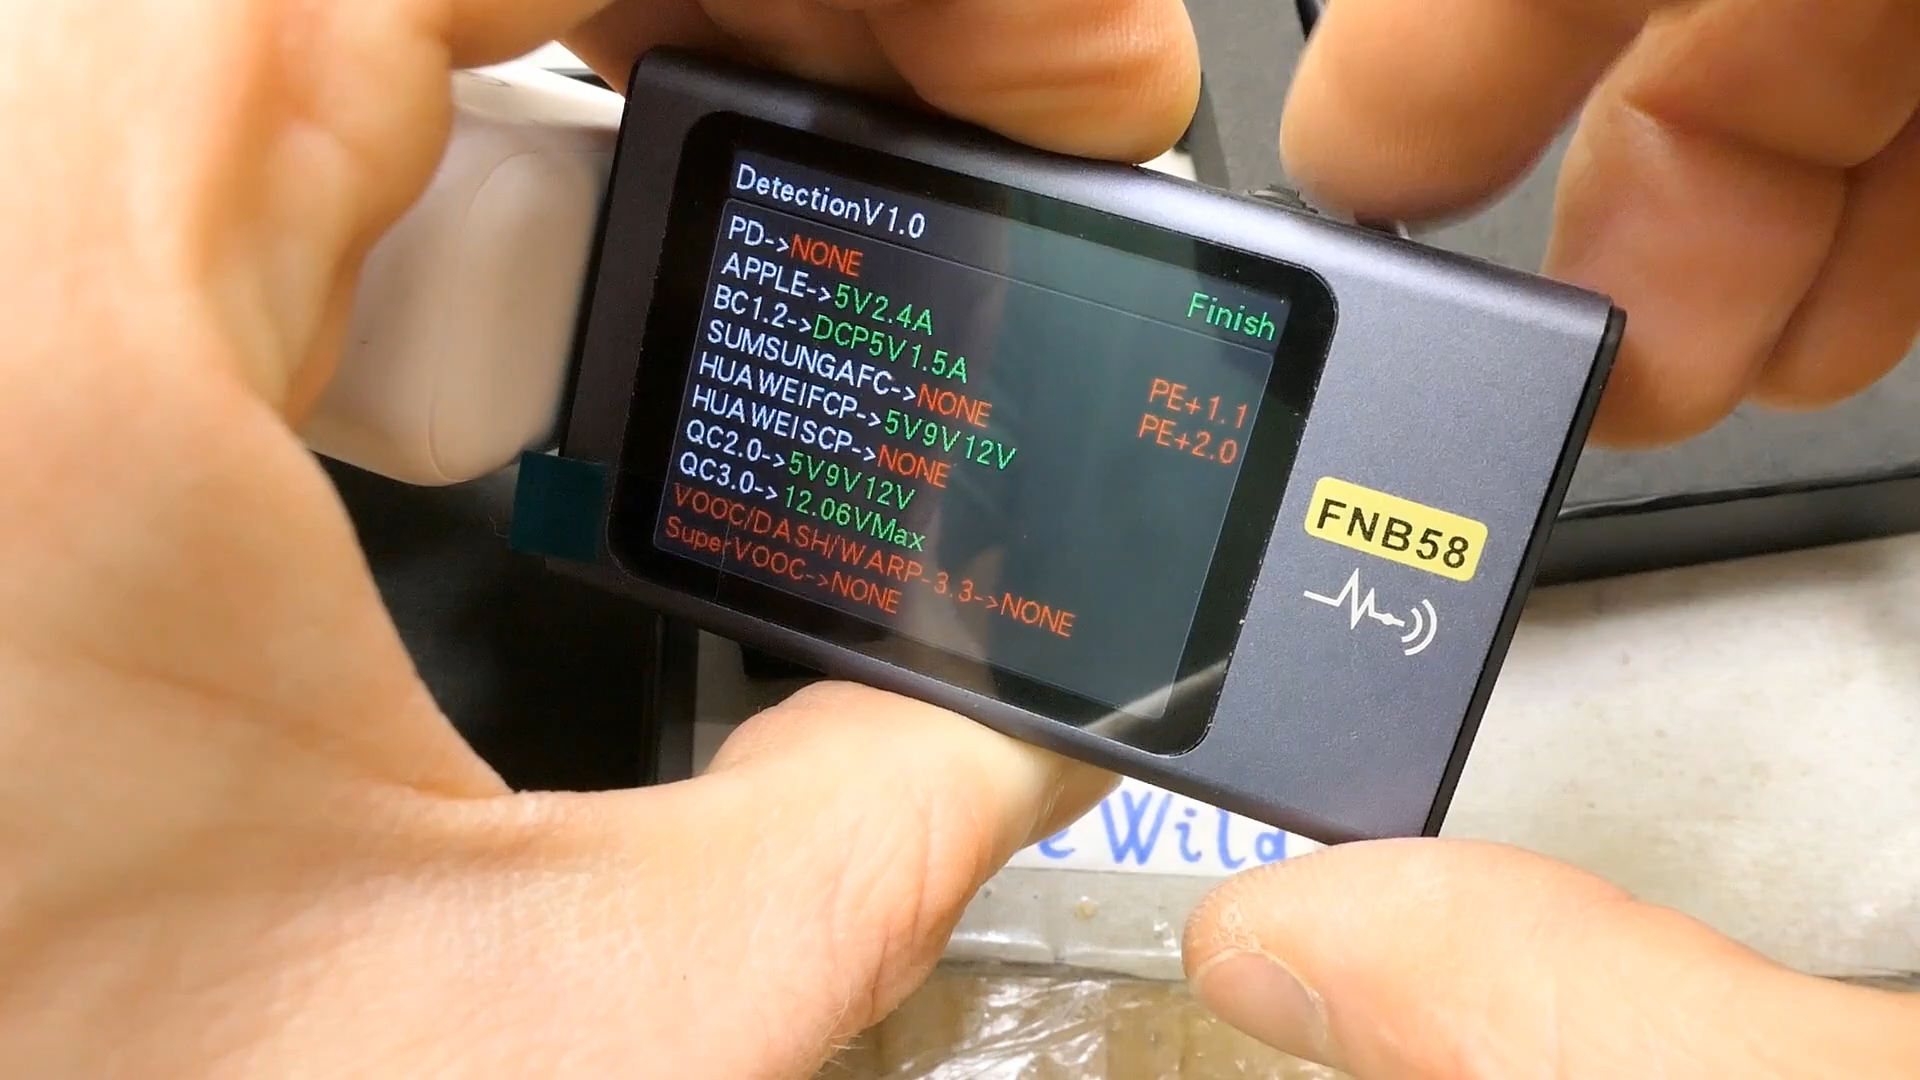 DetectionV1.0
Finish
PD->NONE
APPLE->5V2.4A
BC1.2->DCP5V1.5A
SUMSUNGAFC->NONE
HUAWEIFCP->5V9V12V
HUAWEISCP->NONE
QC2.0->5V9V12V
QC3.0->12.06VMax
VOOC/DASH/WARP-3.3->NONE
SuperVOOC->NONE
PE+1.1
PE+2.0
FNB58
Wild